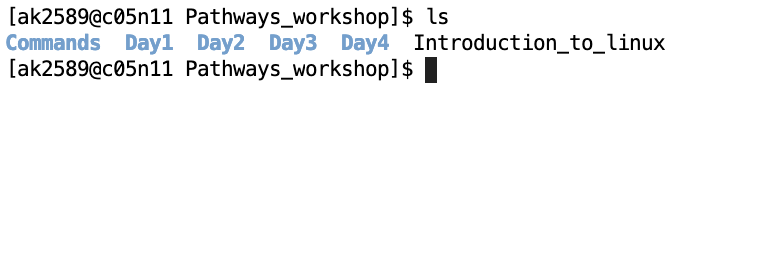 [ak2589@c05n11 Pathways_workshop]$ ls
Commands  Day1  Day2  Day3  Day4  Introduction_to_linux
[ak2589@c05n11 Pathways_workshop]$